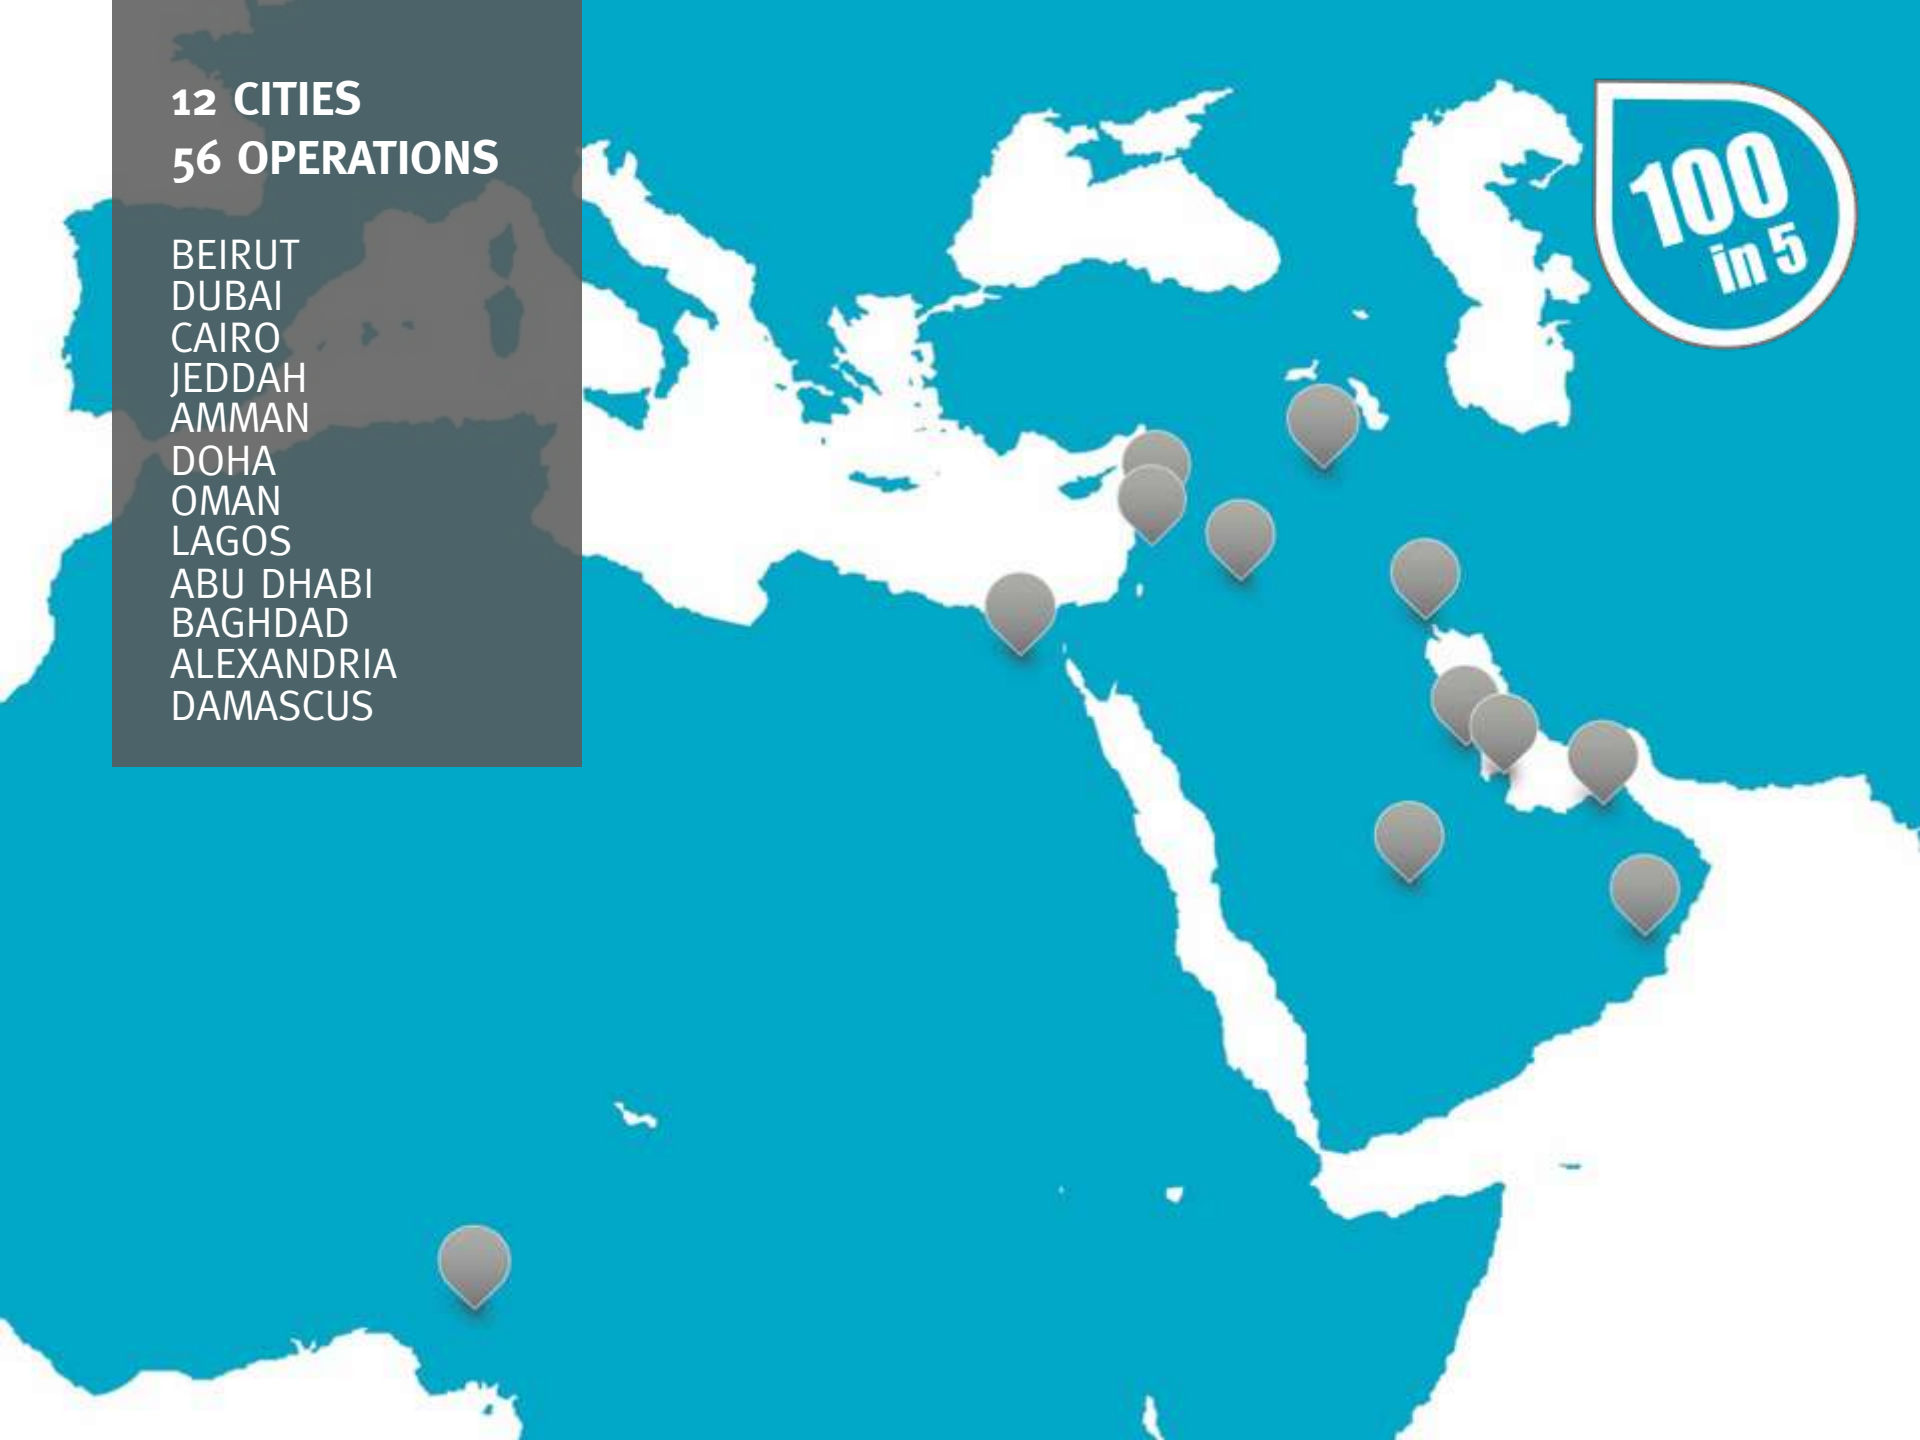 12 CITIES
56 OPERATIONS
BEIRUT
DUBAI
CAIRO
JEDDAH
AMMAN
DOHA
OMAN
LAGOS
ABU DHABI
BAGHDAD
ALEXANDRIA
DAMASCUS
100
in 5